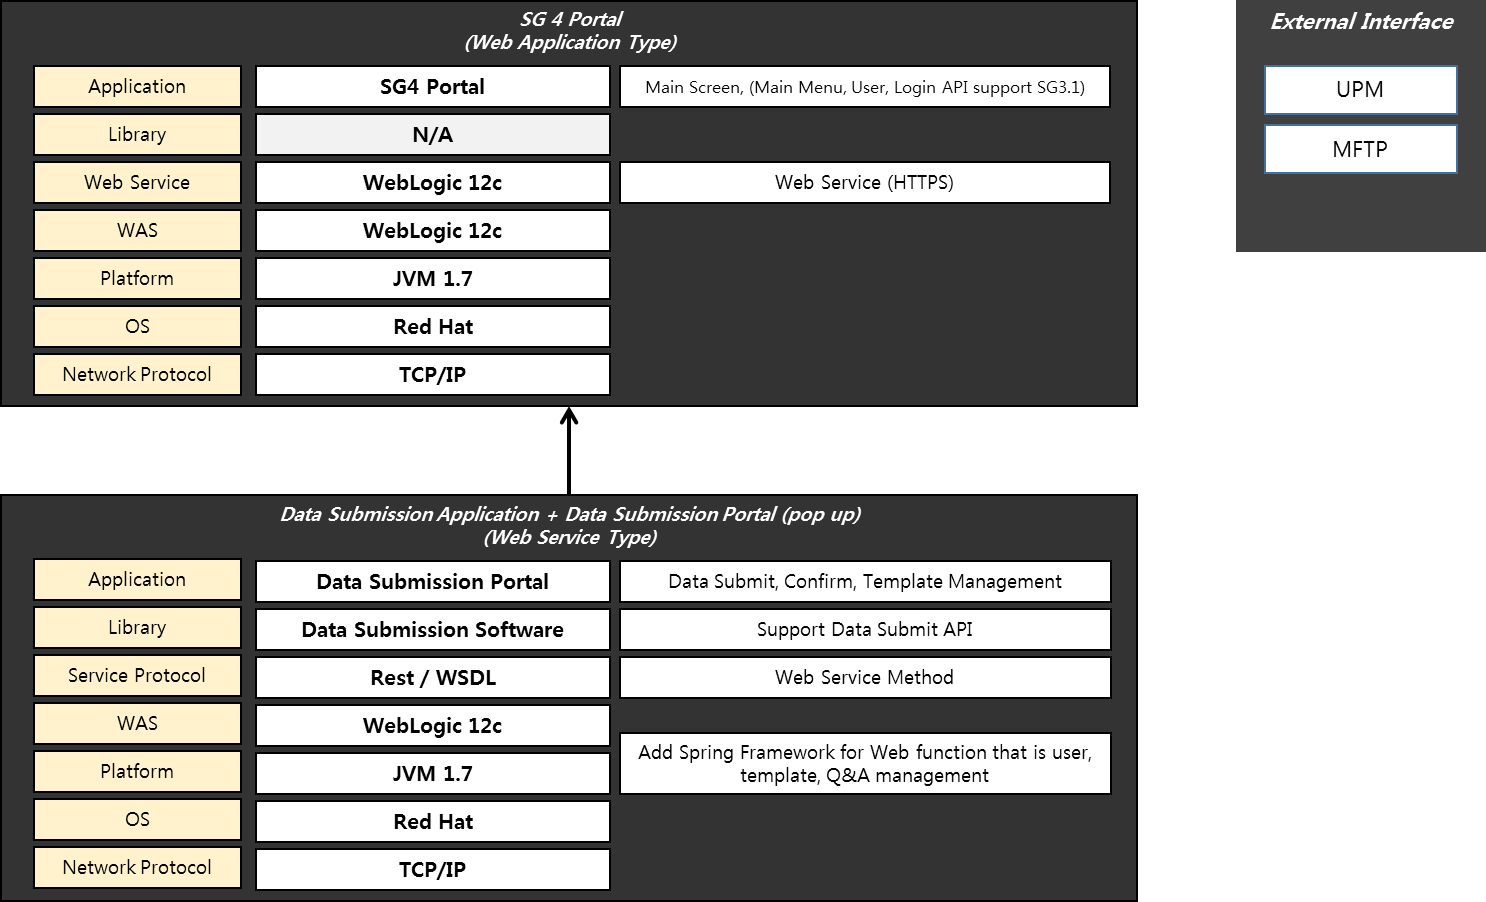 SG 4 Portal
(Web Application Type)
Application
SG4 Portal
Main Screen, (Main Menu, User, Login API support SG3.1)
Library
N/A
Web Service
WebLogic 12c
Web Service (HTTPS)
WAS
WebLogic 12c
Platform
JVM 1.7
OS
Red Hat
Network Protocol
TCP/IP
External Interface
UPM
MFTP
Data Submission Application + Data Submission Portal (pop up)
(Web Service Type)
Application
Data Submission Portal
Data Submit, Confirm, Template Management
Library
Data Submission Software
Support Data Submit API
Service Protocol
Rest / WSDL
Web Service Method
WAS
WebLogic 12c
Add Spring Framework for Web function that is user,
template, Q&A management
Platform
JVM 1.7
OS
Red Hat
Network Protocol
TCP/IP